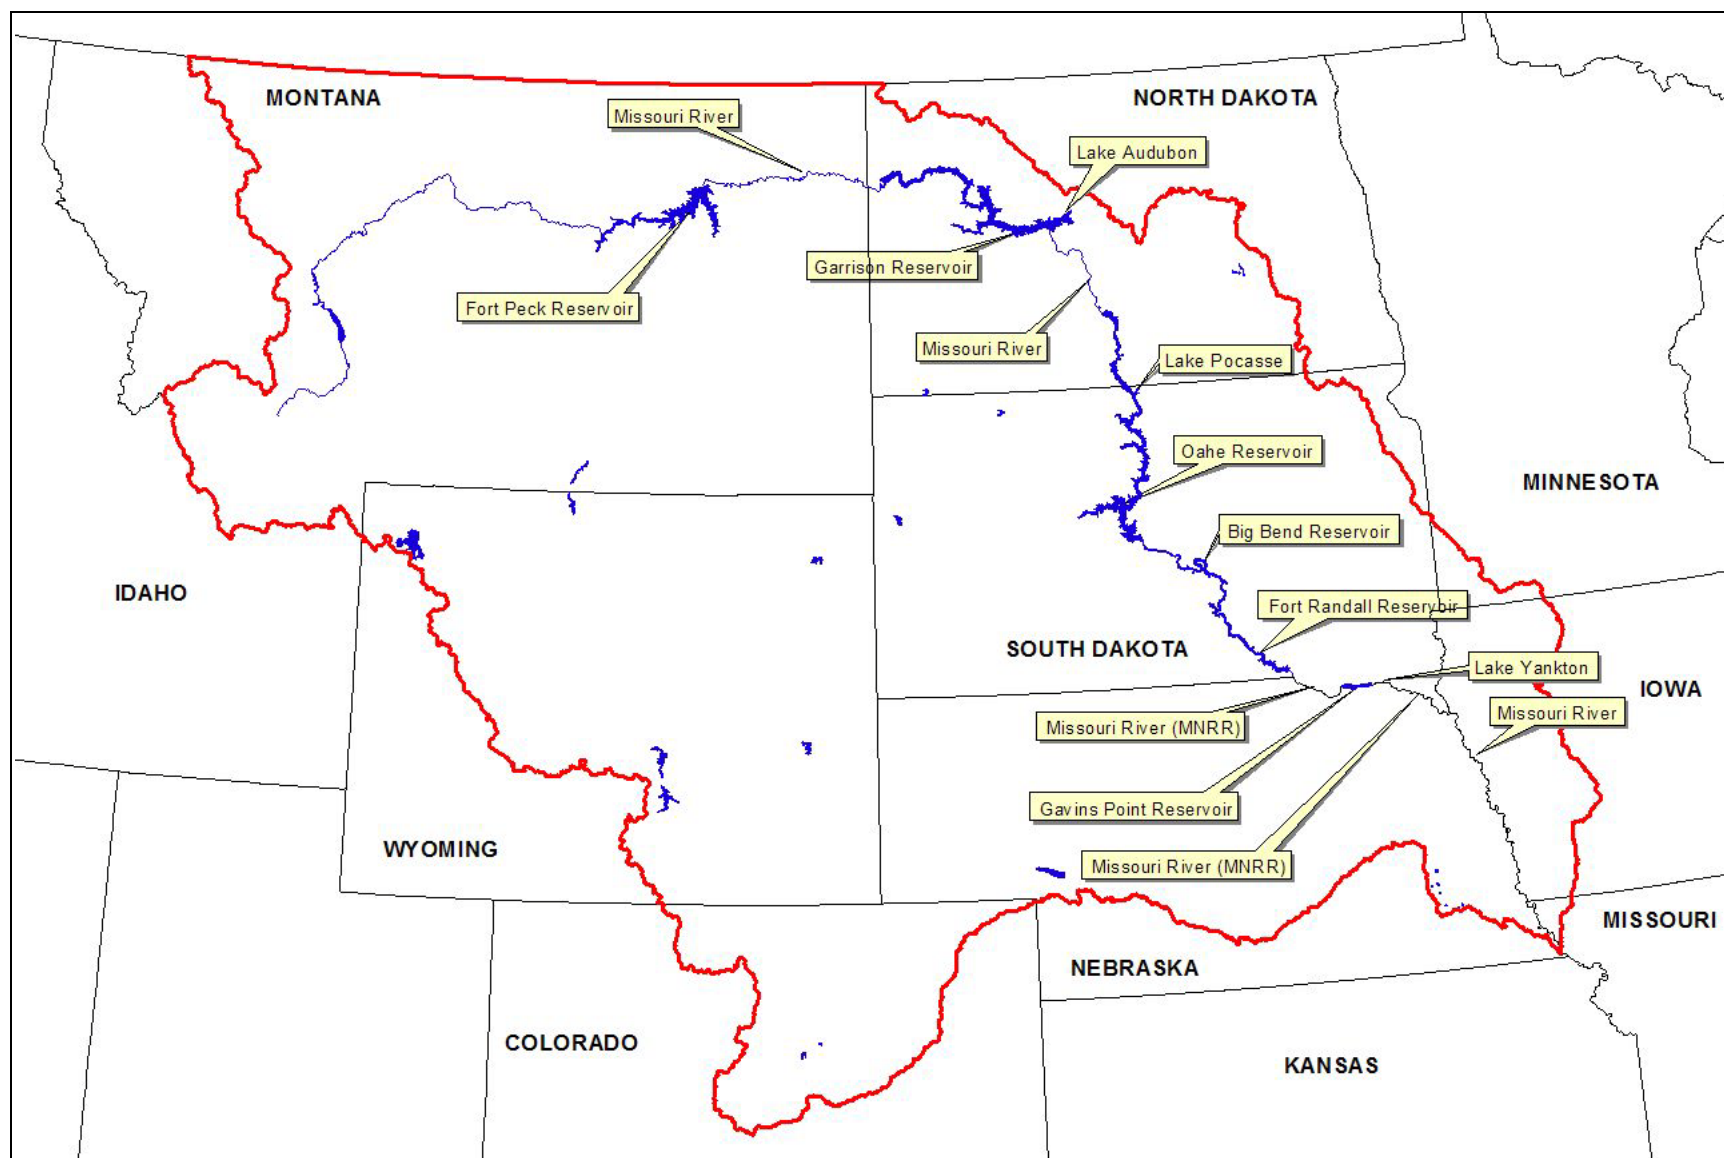 MONTANA
NORTH DAKOTA
Missouri River
Lake Audubon
Garrison Reservoir
Fort Peck Reservoir
Missouri River
Lake Pocasse
Oahe Reservoir
MINNESOTA
Big Bend Reservoir
IDAHO
Fort Randall Reservoir
SOUTH DAKOTA
Lake Yankton
IOWA
Missouri River
Missouri River (MNRR)
Gavins Point Reservoir
WYOMING
Missouri River (MNRR)
MISSOURI
NEBRASKA
COLORADO
KANSAS